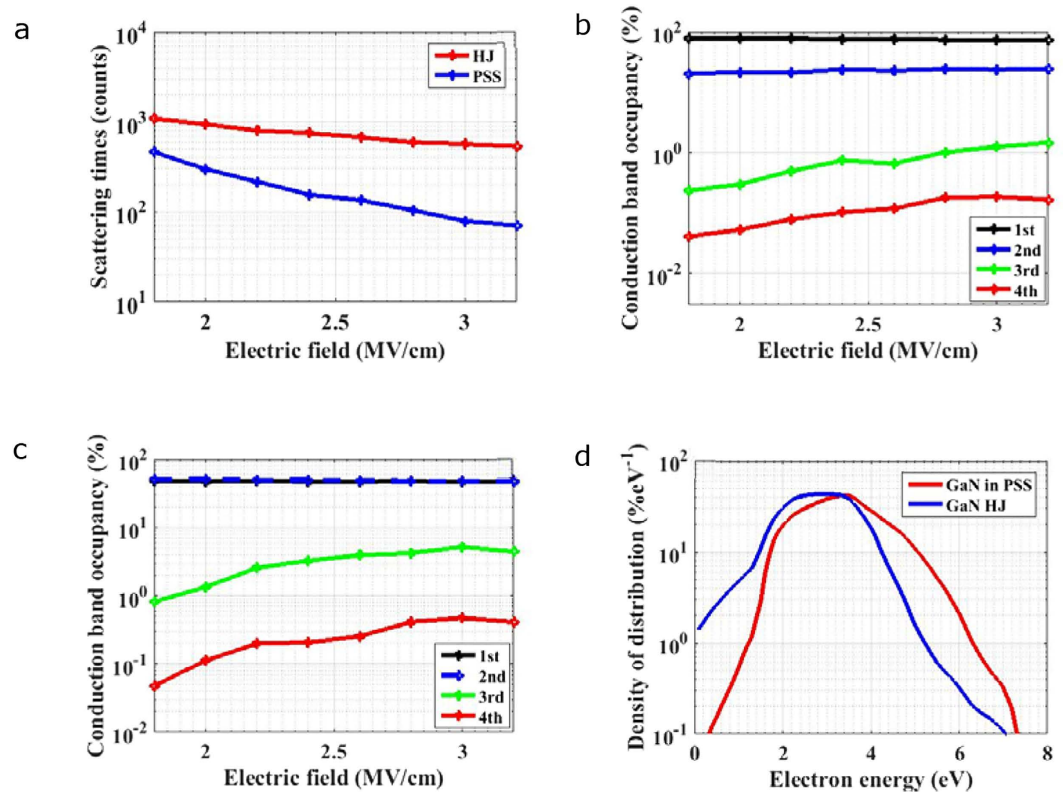 a
Scattering times (counts)
10^4
10^3
10^2
10^1
HJ
PSS
2
2.5
3
Electric field (MV/cm)
b
Conduction band occupancy (%)
10^2
10^0
10^-2
1st
2nd
3rd
4th
2
2.5
3
Electric field (MV/cm)
c
Conduction band occupancy (%)
10^2
10^1
10^0
10^-1
10^-2
1st
2nd
3rd
4th
2
2.5
3
Electric field (MV/cm)
d
Density of distribution (%eV^-1)
10^2
10^1
10^0
10^-1
GaN in PSS
GaN HJ
0
2
4
6
8
Electron energy (eV)